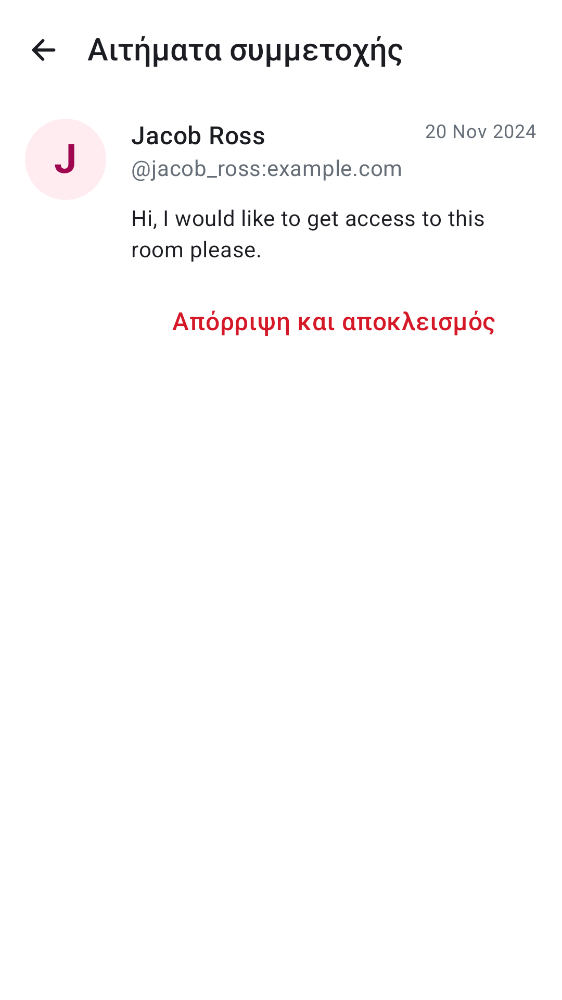 Αιτήματα συμμετοχής
J
Jacob Ross
20 Nov 2024
@jacob_ross:example.com
Hi, I would like to get access to this
room please.
Απόρριψη και αποκλεισμός